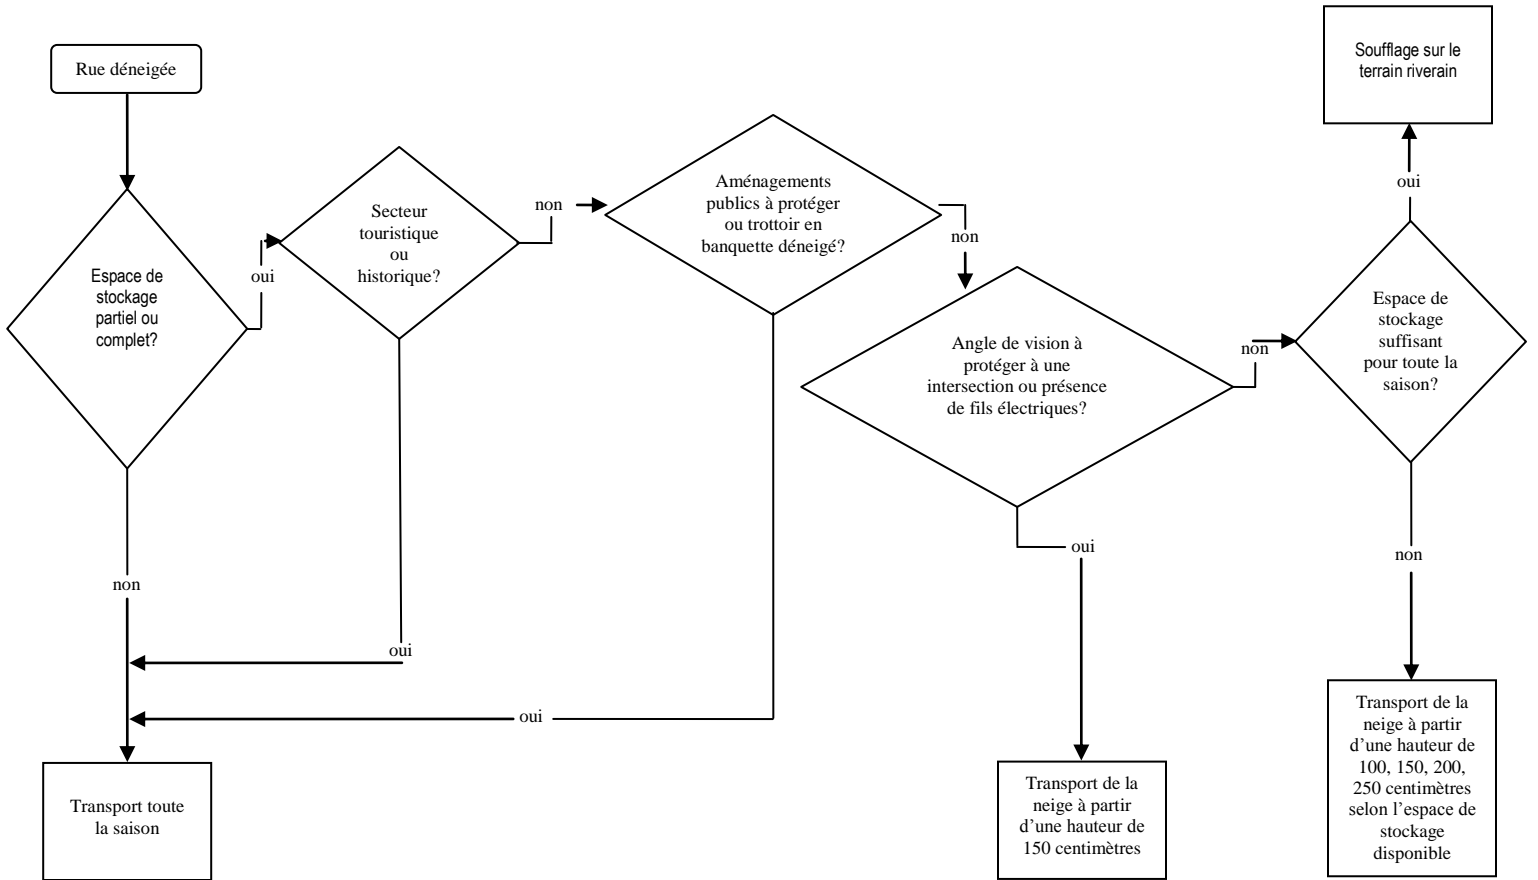 Rue déneigée
Espace de
stockage
partiel ou
complet?
oui
non
Secteur
touristique
ou
historique?
non
oui
Aménagements
publics à protéger
ou trottoir en
banquette déneigé?
non
oui
Angle de vision à
protéger à une
intersection ou présence
de fils électriques?
non
oui
Espace de
stockage
suffisant
pour toute la
saison?
oui
non
Soufflage sur le
terrain riverain
Transport toute
la saison
Transport de la
neige à partir
d'une hauteur de
150 centimètres
Transport de la
neige à partir
d'une hauteur de
100, 150, 200,
250 centimètres
selon l'espace de
stockage
disponible